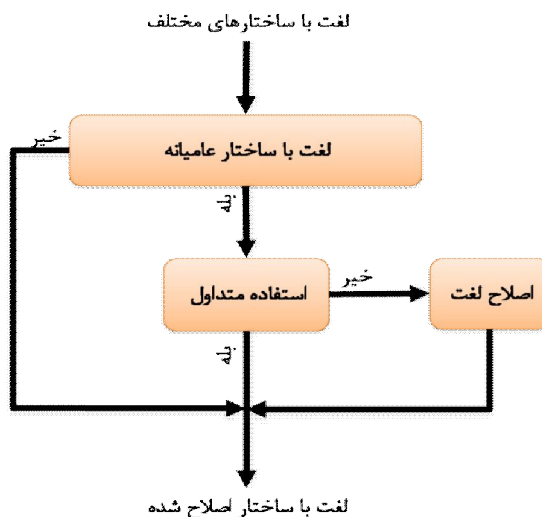 لغت با ساختارهای مختلف
خیر
لغت با ساختار عامیانه
بله
استفاده متداول
خیر
اصلاح لغت
بله
لغت با ساختار اصلاح شده